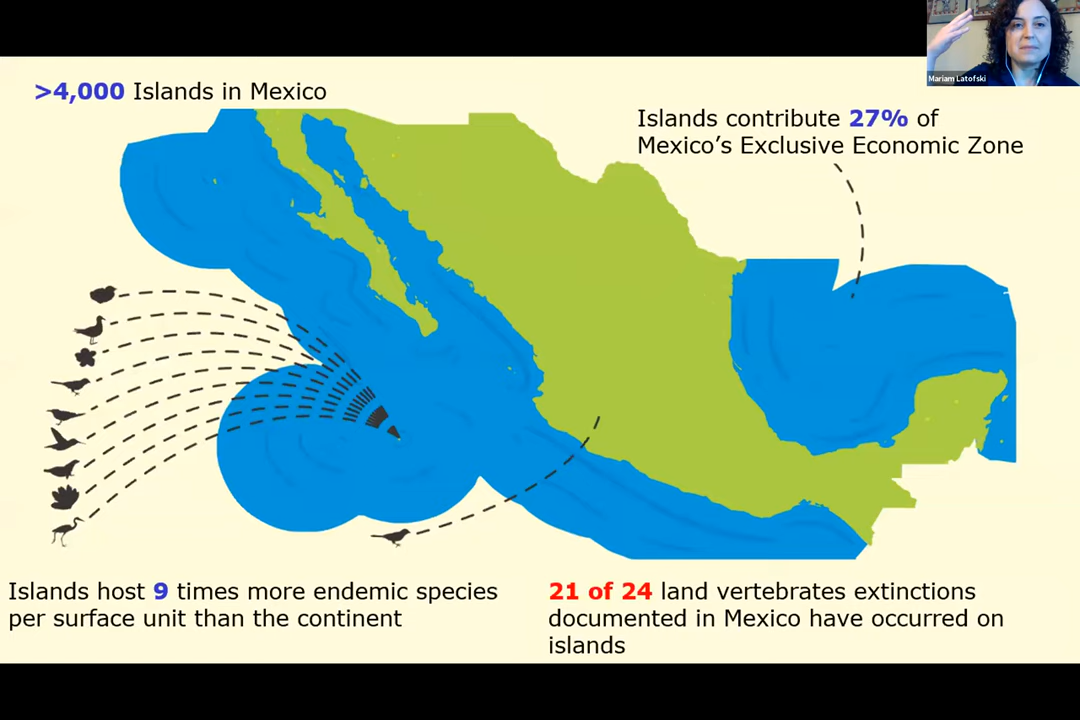 >4,000 Islands in Mexico
Mariam Latofski
Islands contribute 27% of
Mexico's Exclusive Economic Zone
Islands host 9 times more endemic species
per surface unit than the continent
21 of 24 land vertebrates extinctions
documented in Mexico have occurred on
islands